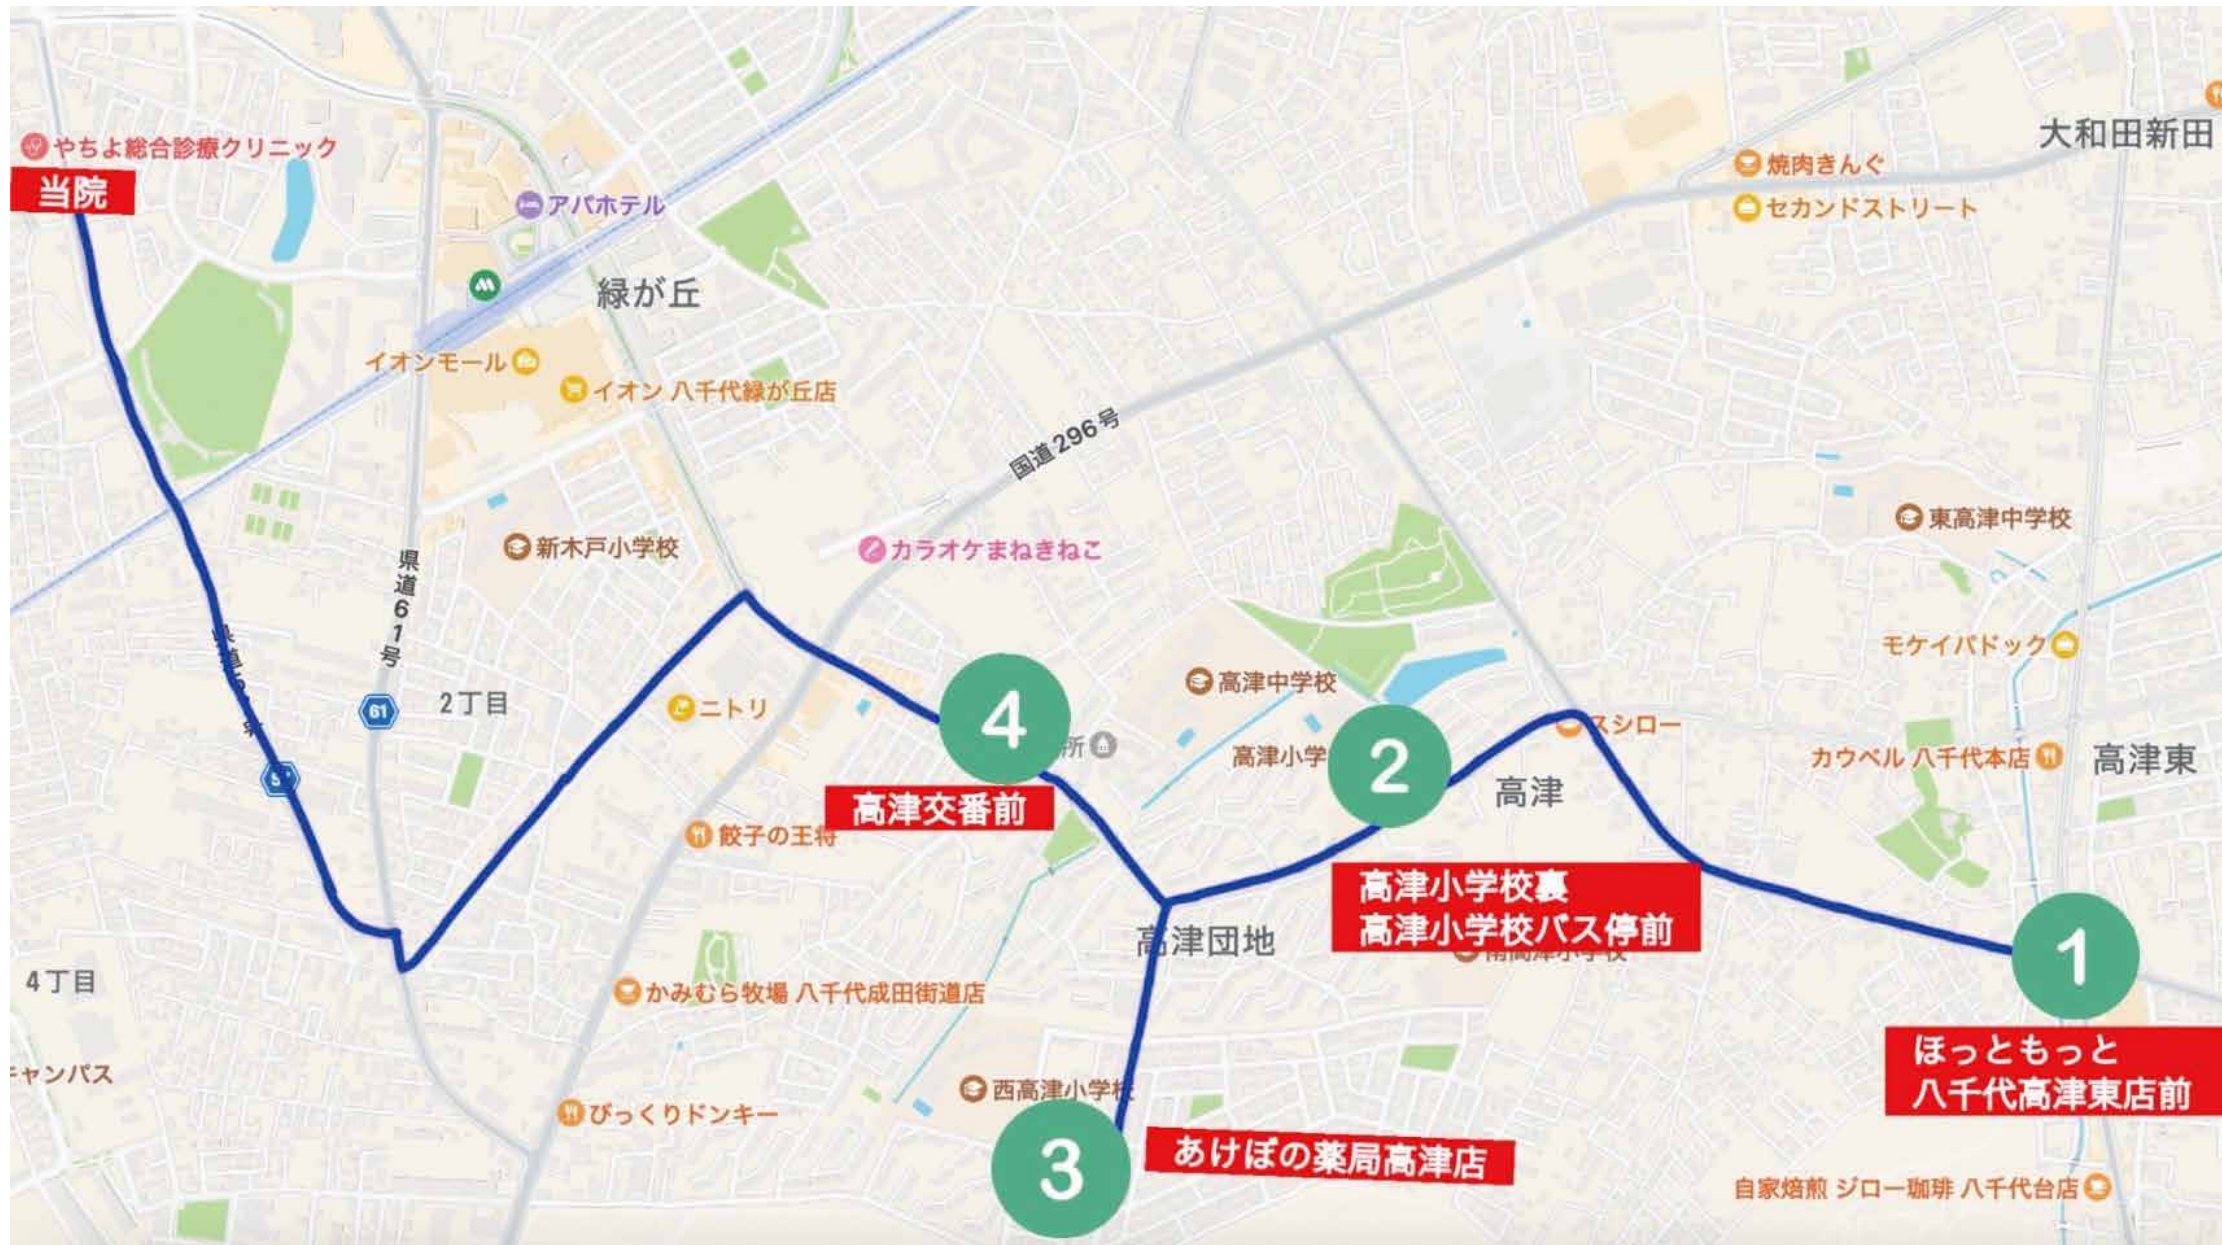 大和田新田
やちよ総合診療クリニック
当院
焼肉きんぐ
セカンドストリート
アパホテル
緑が丘
イオンモール
イオン 八千代緑が丘店
国道296号
東高津中学校
新木戸小学校
カラオケまねきねこ
県道61号
モケイパドック
高津中学校
61
2丁目
ニトリ
4
所
高津小学
2
スシロー
高津
カウベル 八千代本店
高津東
高津交番前
餃子の王将
高津小学校裏
高津小学校バス停前
高津団地
1
4丁目
かみむら牧場 八千代成田街道店
ほっともっと
八千代高津東店前
ャンパス
西高津小学校
びっくりドンキー
3
あけぼの薬局高津店
自家焙煎 ジロー珈琲 八千代台店